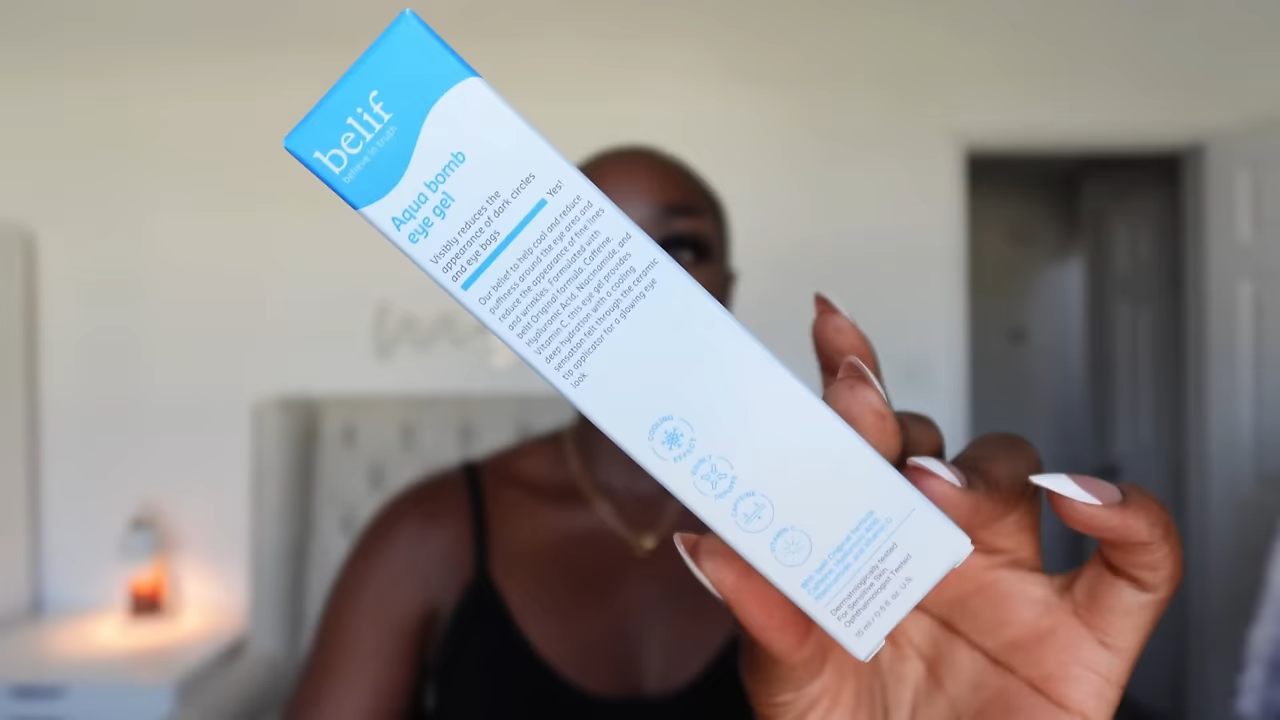 belif
believe in truth
Aqua bomb
eye gel
Visibly reduces the
appearance of dark circles
and eye bags
Yes!
Our belief to help cool and reduce
puffiness around the eye area and
reduce the appearance of fine lines
and wrinkles. Formulated with
belif Original formula, Caffeine,
Hyaluronic Acid, Niacinamide, and
Vitamin C, this eye gel provides
deep hydration with a cooling
sensation felt through the ceramic
tip applicator for a glowing eye
look.
COOLING
EFFECT
CAFFEINE
VITAMIN C
with belif Original formula
Dermatologically tested
For Sensitive Skin
Ophthalmologist Tested
15 ml / 0.5 fl. oz. U.S.